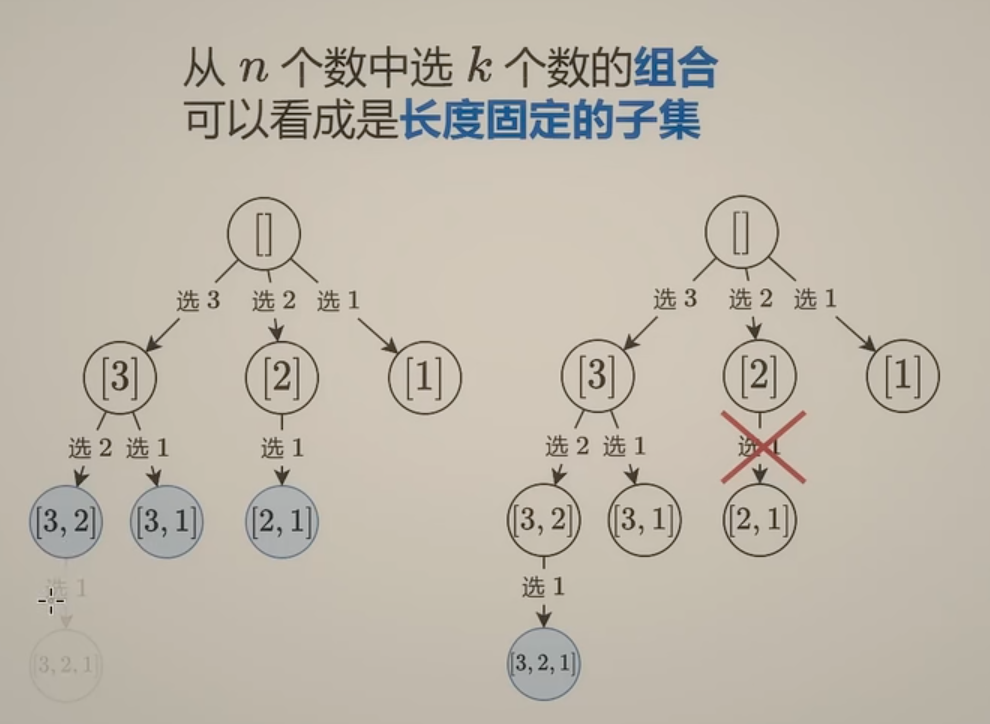 从 n 个数中选 k 个数的组合
可以看成是长度固定的子集
[]
选 3 选 2 选 1
[3] [2] [1]
选 2 选 1 选 1
[3, 2] [3, 1] [2, 1]
选 1
[3, 2, 1]
[]
选 3 选 2 选 1
[3] [2] [1]
选 2 选 1 选 1
[3, 2] [3, 1] [2, 1]
选 1
[3, 2, 1]